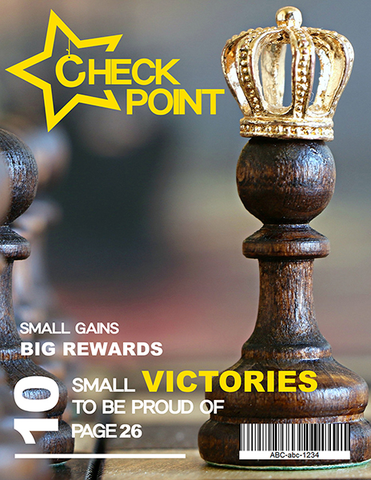 CHECK
POINT
SMALL GAINS
BIG REWARDS
10
SMALL VICTORIES
TO BE PROUD OF
PAGE 26
ABC-abc-1234